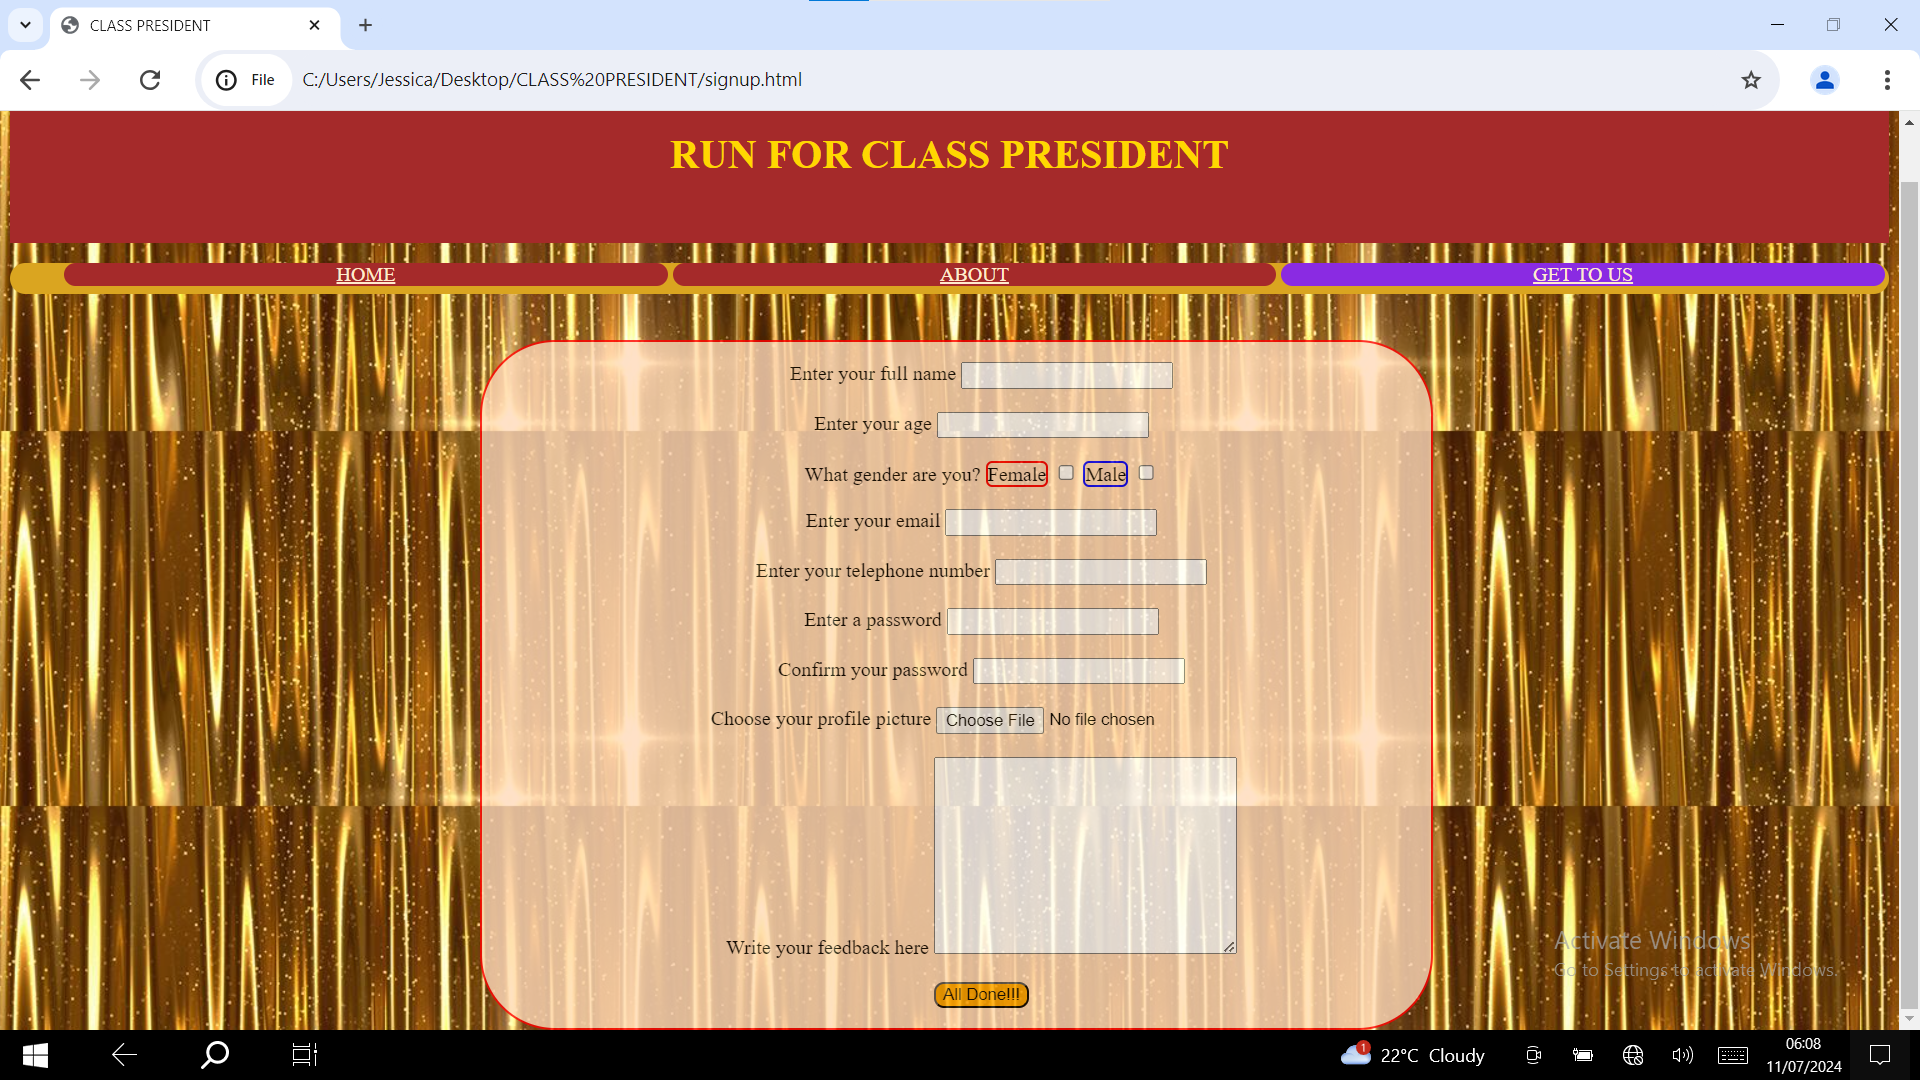 CLASS PRESIDENT
File C:/Users/Jessica/Desktop/CLASS%20PRESIDENT/signup.html
RUN FOR CLASS PRESIDENT
HOME ABOUT GET TO US
Enter your full name
Enter your age
What gender are you? Female Male
Enter your email
Enter your telephone number
Enter a password
Confirm your password
Choose your profile picture Choose File No file chosen
Write your feedback here
All Done!!!
Activate Windows
Go to Settings to activate Windows.
1
22°C Cloudy
06:08
11/07/2024